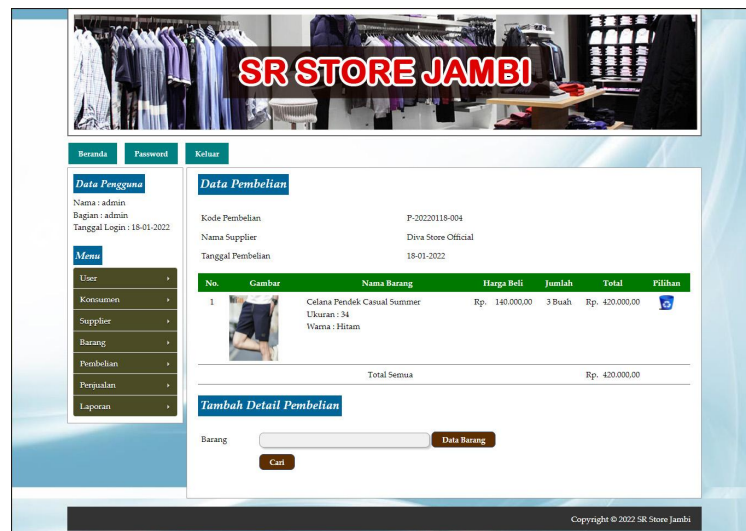 SR STORE JAMBI
Beranda Password Keluar
Data Pengguna
Nama : admin
Bagian : admin
Tanggal Login : 18-01-2022
Menu
User
Konsumen
Supplier
Barang
Pembelian
Penjualan
Laporan
Data Pembelian
Kode Pembelian P-20220118-004
Nama Supplier Diva Store Official
Tanggal Pembelian 18-01-2022
No. Gambar Nama Barang Harga Beli Jumlah Total Pilihan
1 Celana Pendek Casual Summer Rp. 140.000,00 3 Buah Rp. 420.000,00
Ukuran : 34
Warna : Hitam
Total Semua Rp. 420.000,00
Tambah Detail Pembelian
Barang Data Barang
Cari
Copyright © 2022 SR Store Jambi